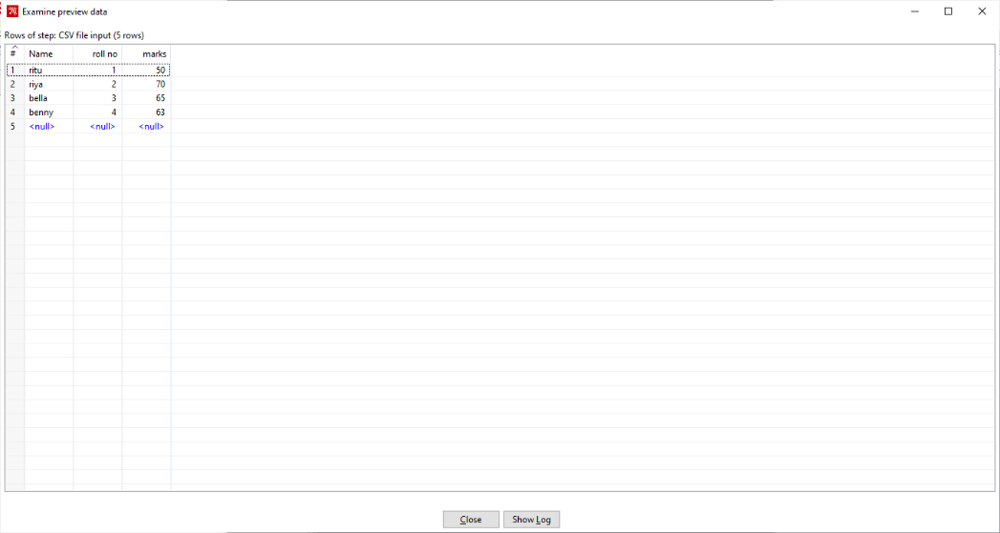 Examine preview data
Rows of step: CSV file input (5 rows)
# Name roll no marks
1 ritu 1 50
2 riya 2 70
3 bella 3 65
4 benny 4 63
5 <null> <null> <null>
Close Show Log